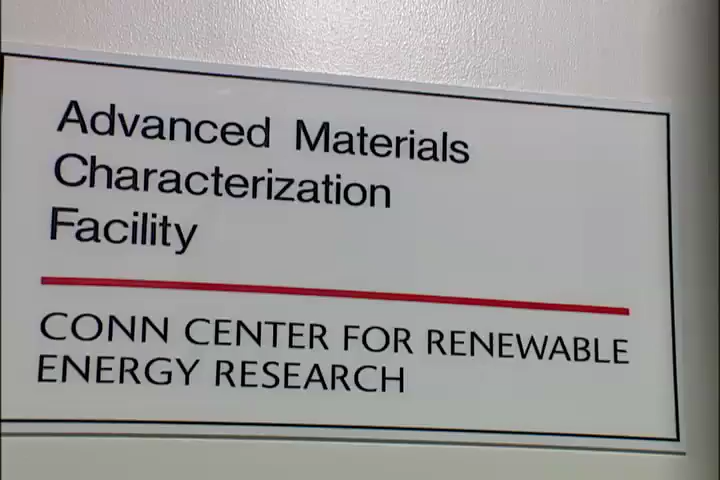 Advanced Materials
Characterization
Facility
CONN CENTER FOR RENEWABLE
ENERGY RESEARCH